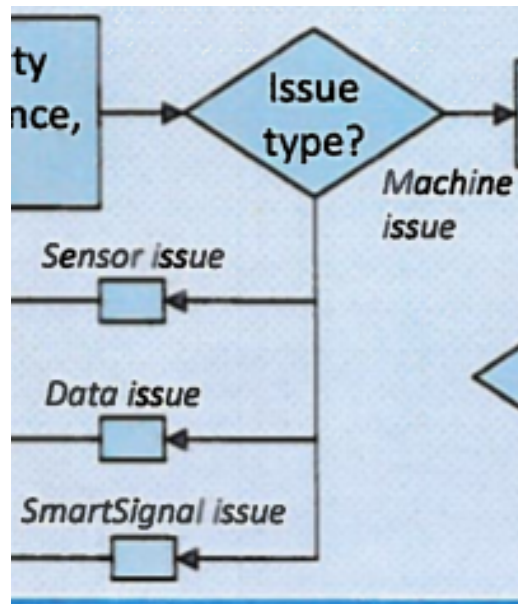 ty
nce,
Issue
type?
Machine
issue
Sensor issue
Data issue
SmartSignal issue